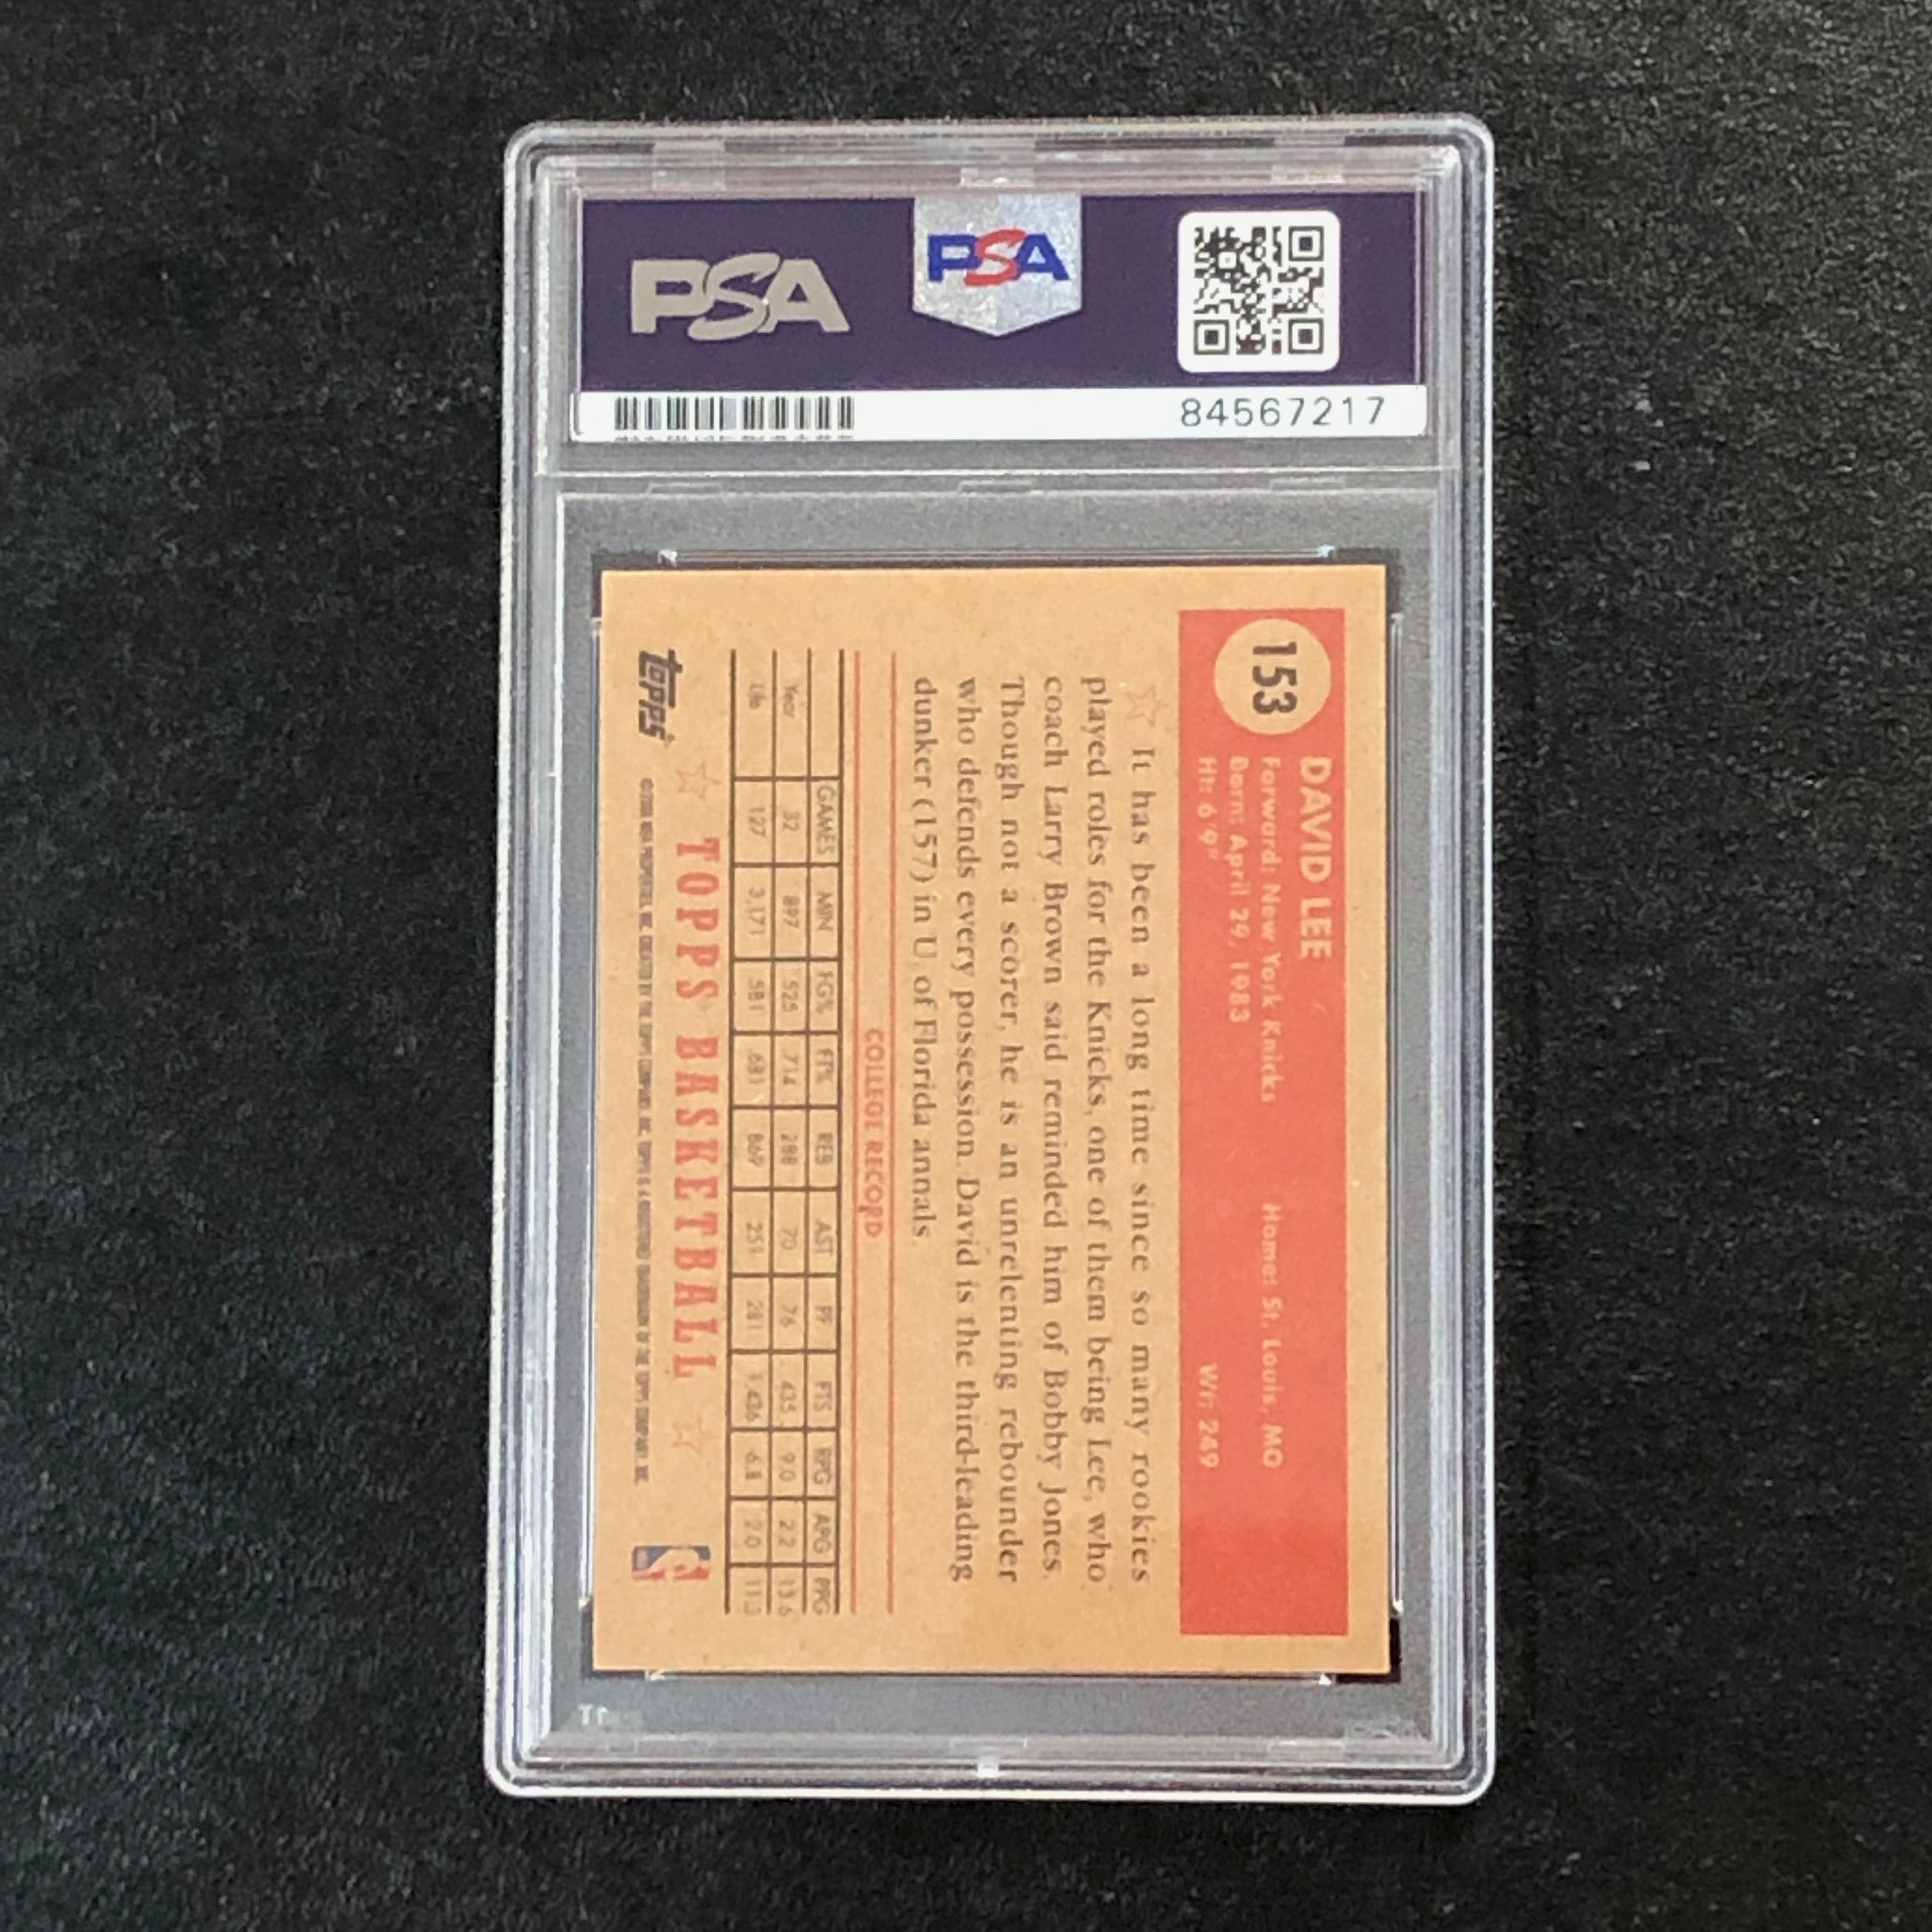 PSA
PSA
84567217
153
DAVID LEE
Forward: New York Knicks Home: St. Louis, MO
Born: April 29, 1983
Ht: 6'9" Wt: 249
It has been a long time since so many rookies
played roles for the Knicks, one of them being Lee, who
coach Larry Brown said reminded him of Bobby Jones.
Though not a scorer, he is an unrelenting rebounder
who defends every possession. David is the third-leading
dunker (157) in U. of Florida annals.
COLLEGE RECORD
GAMES MIN FG% FT% REB AST PF PTS RPG APG PPG
Year 32 897 .525 .714 288 70 76 435 9.0 2.2 13.6
Life 127 3,171 .581 .681 869 251 281 1,436 6.8 2.0
TOPPS BASKETBALL
topps